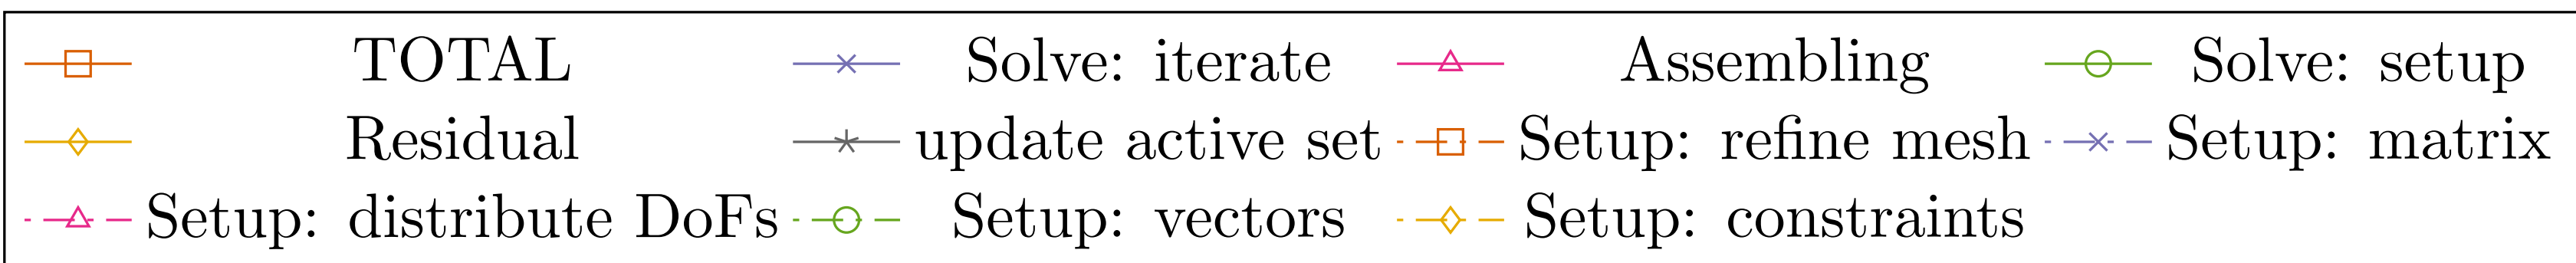 TOTAL Solve: iterate Assembling Solve: setup
Residual update active set Setup: refine mesh Setup: matrix
Setup: distribute DoFs Setup: vectors Setup: constraints